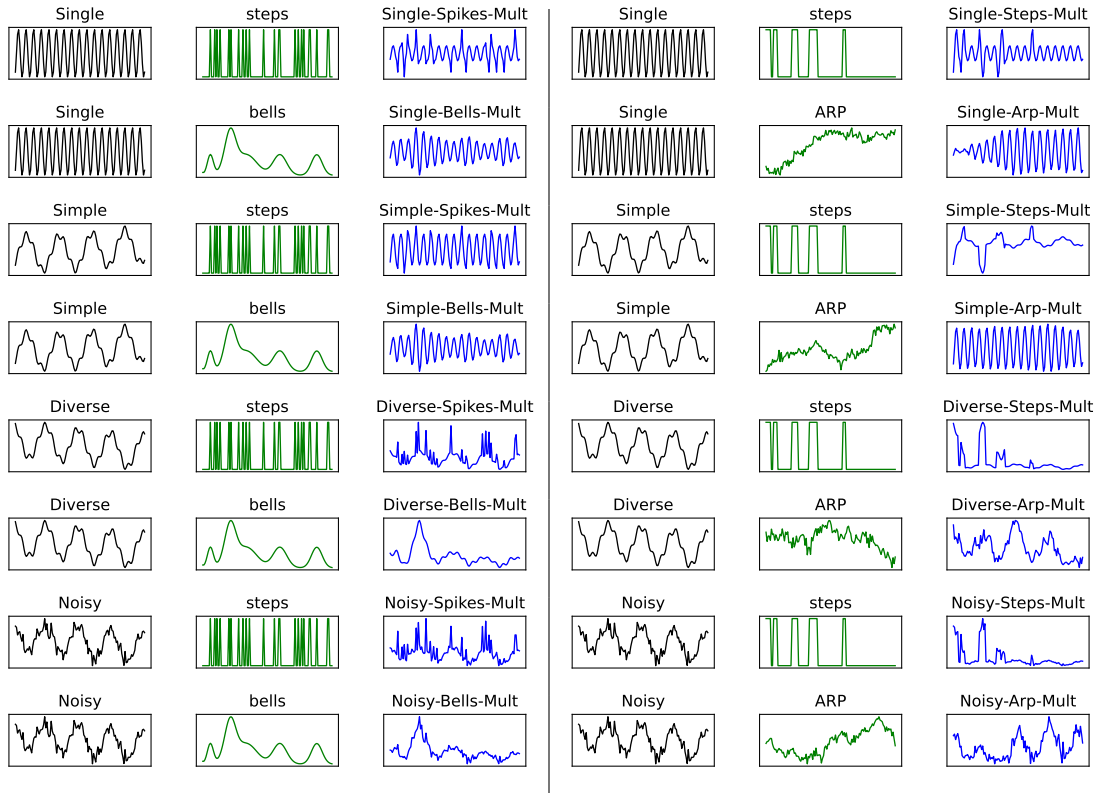 Single steps Single-Spikes-Mult Single steps Single-Steps-Mult
Single bells Single-Bells-Mult Single ARP Single-Arp-Mult
Simple steps Simple-Spikes-Mult Simple steps Simple-Steps-Mult
Simple bells Simple-Bells-Mult Simple ARP Simple-Arp-Mult
Diverse steps Diverse-Spikes-Mult Diverse steps Diverse-Steps-Mult
Diverse bells Diverse-Bells-Mult Diverse ARP Diverse-Arp-Mult
Noisy steps Noisy-Spikes-Mult Noisy steps Noisy-Steps-Mult
Noisy bells Noisy-Bells-Mult Noisy ARP Noisy-Arp-Mult